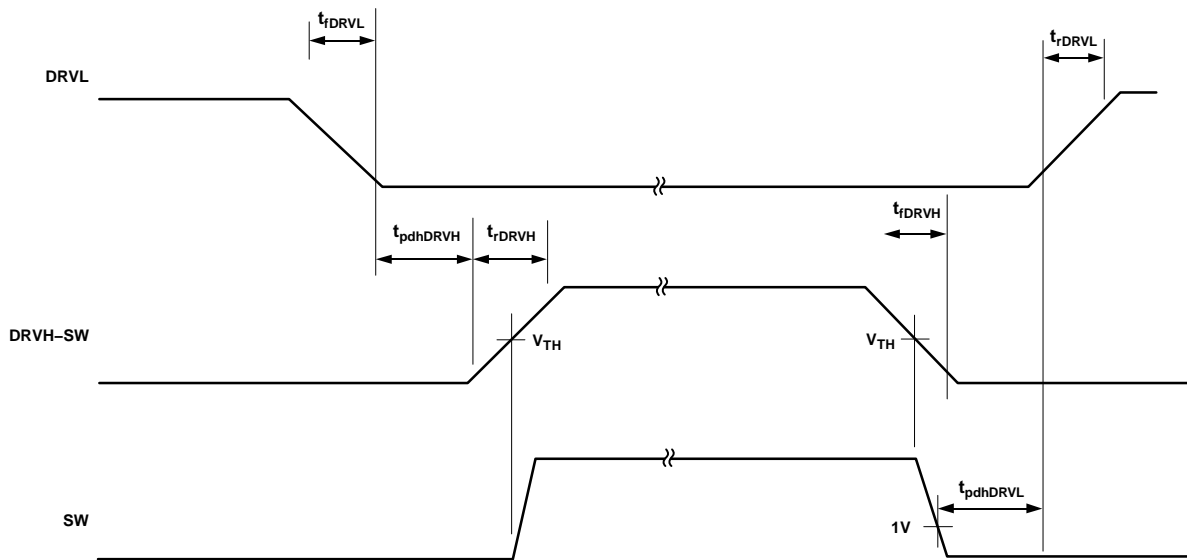 tfDRVL
trDRVL
DRVL
tfDRVH
tpdhDRVH
trDRVH
DRVH–SW
VTH
VTH
tpdhDRVL
SW
1V